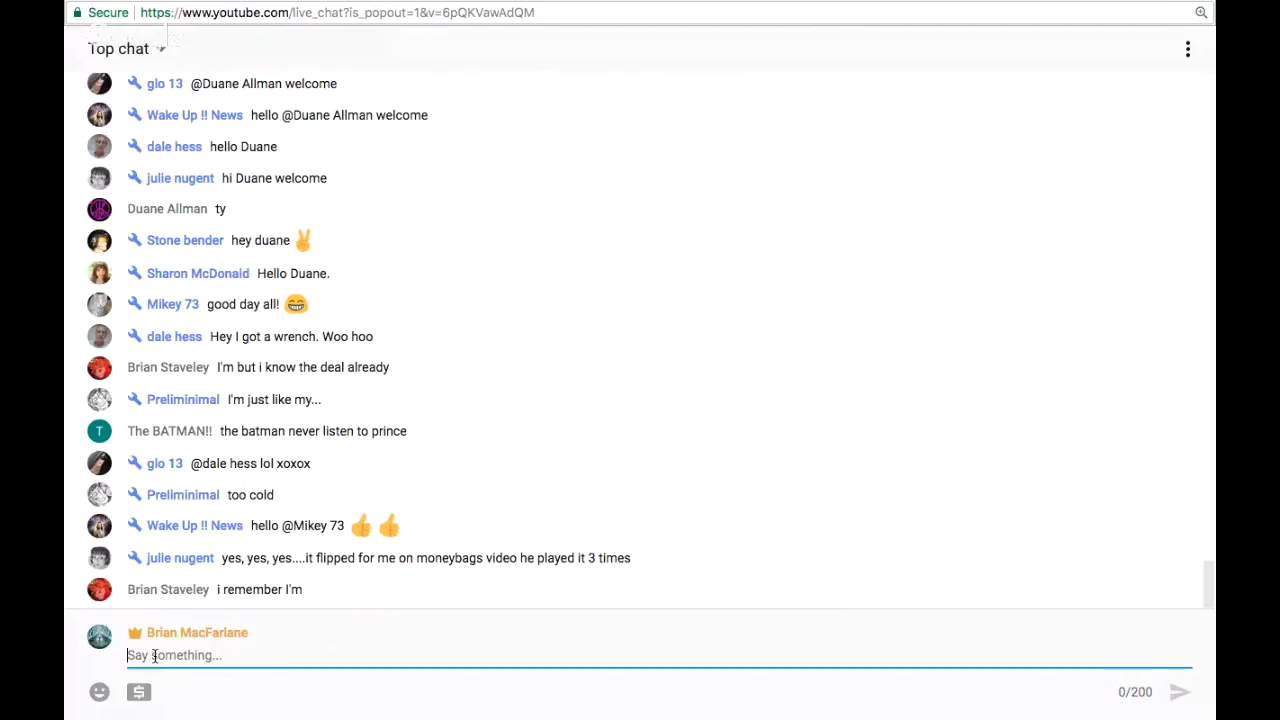 Secure https://www.youtube.com/live_chat?is_popout=1&v=6pQKVawAdQM
Top chat
glo 13 @Duane Allman welcome
Wake Up !! News hello @Duane Allman welcome
dale hess hello Duane
julie nugent hi Duane welcome
Duane Allman ty
Stone bender hey duane ✌
Sharon McDonald Hello Duane.
Mikey 73 good day all! 😁
dale hess Hey I got a wrench. Woo hoo
Brian Staveley I'm but i know the deal already
Preliminimal I'm just like my...
T The BATMAN!! the batman never listen to prince
glo 13 @dale hess lol xoxox
Preliminimal too cold
Wake Up !! News hello @Mikey 73 👍 👍
julie nugent yes, yes, yes....it flipped for me on moneybags video he played it 3 times
Brian Staveley i remember I'm
Brian MacFarlane
Say something...
$ 0/200